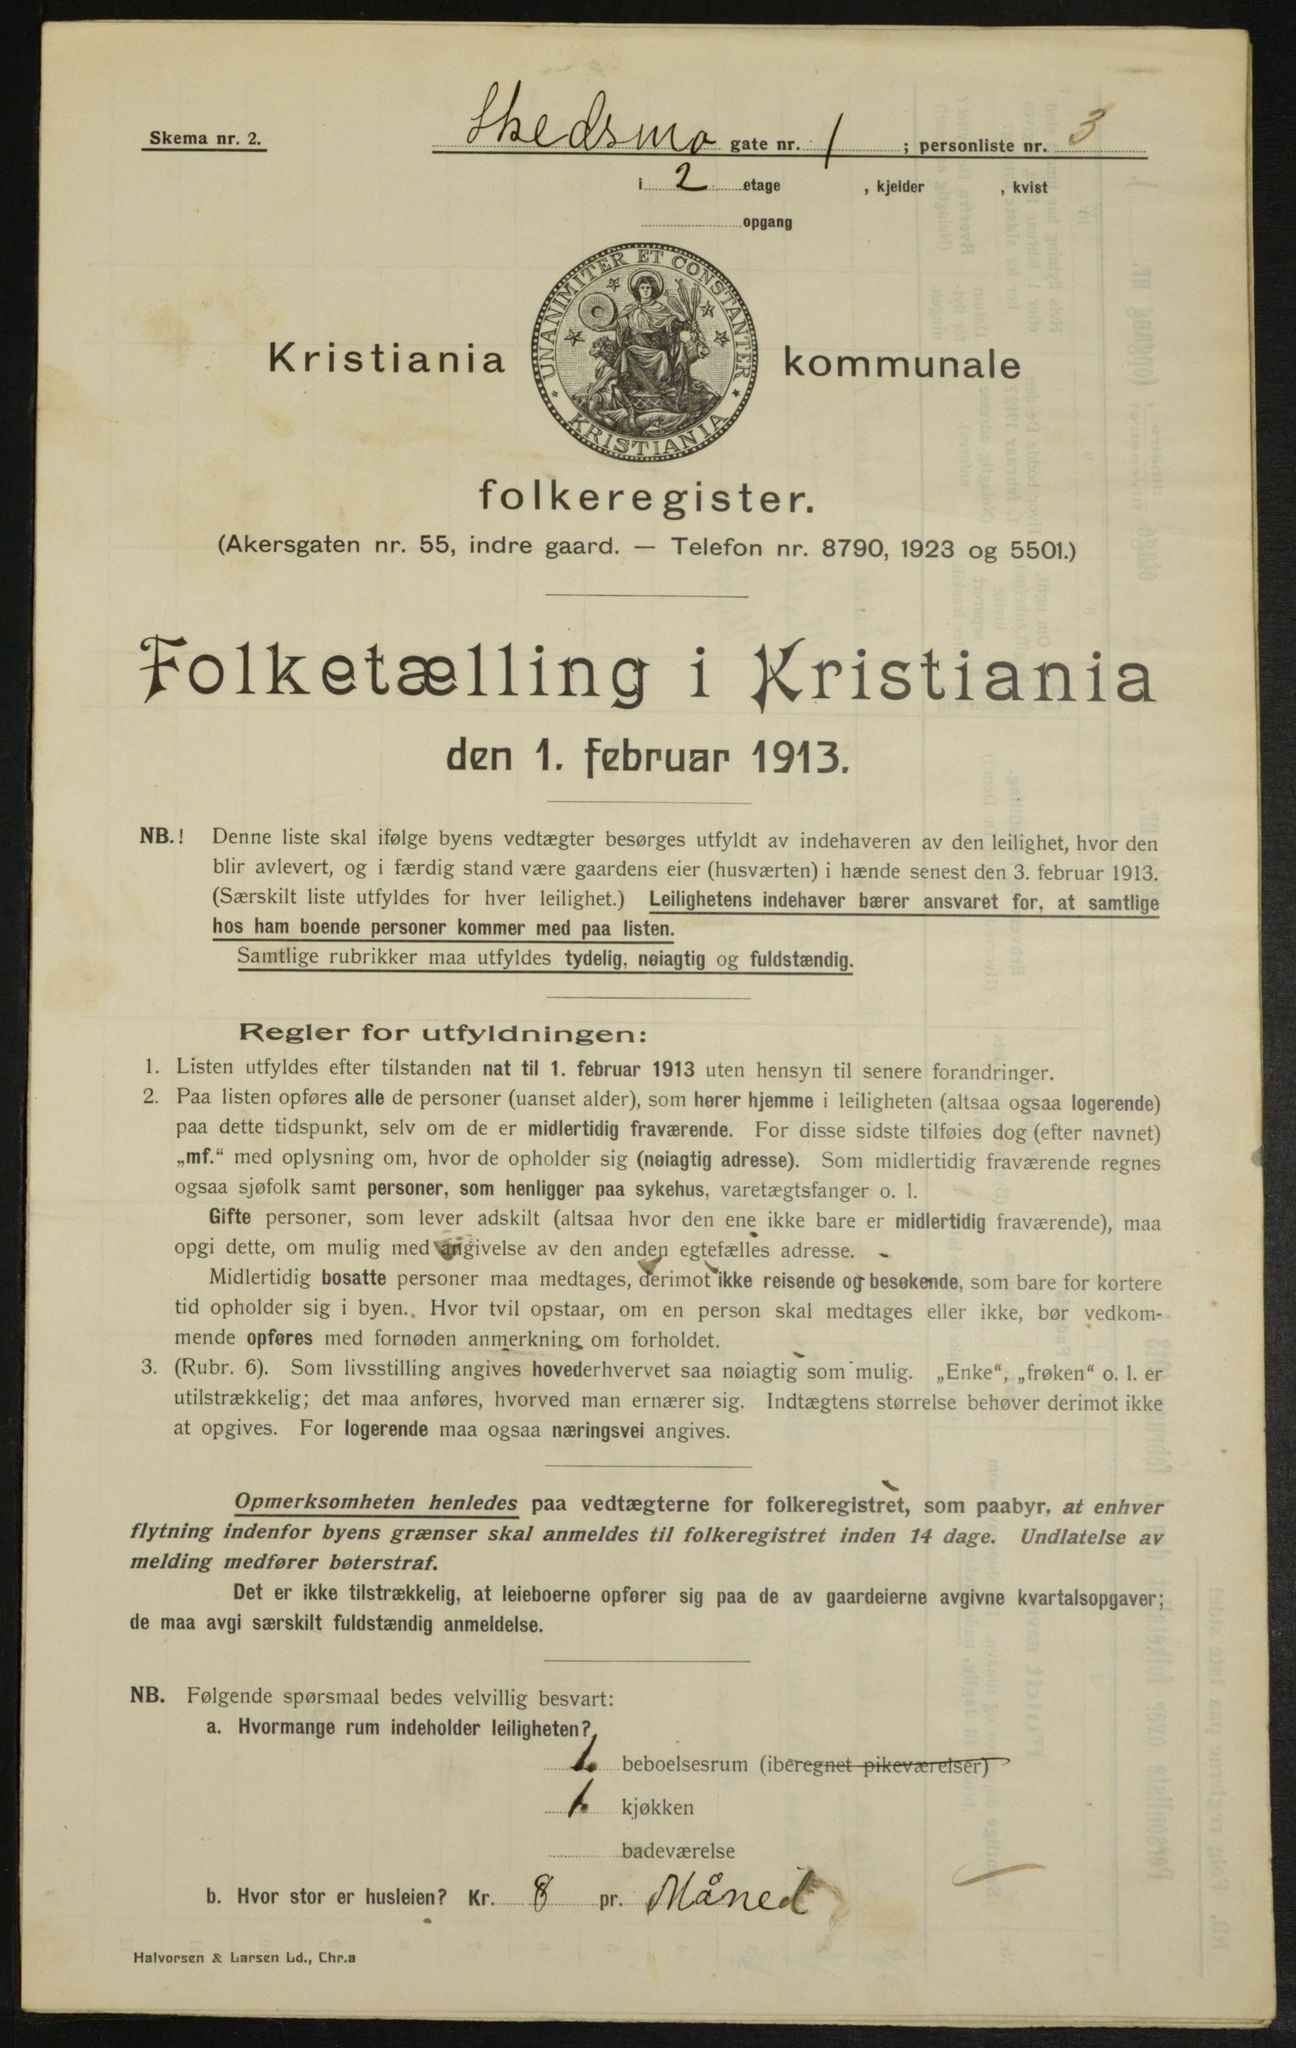 Skema nr. 2.
Skedsmo gate nr. 1 ; personliste nr. 3
i 2 etage , kjelder , kvist
opgang
UNANIMITER ET CONSTANTER
KRISTIANIA
Kristiania kommunale
folkeregister.
(Akersgaten nr. 55, indre gaard. — Telefon nr. 8790, 1923 og 5501.)
Folketælling i Kristiania
den 1. februar 1913.
NB.! Denne liste skal ifølge byens vedtægter besørges utfyldt av indehaveren av den leilighet, hvor den
blir avlevert, og i færdig stand være gaardens eier (husværten) i hænde senest den 3. februar 1913.
(Særskilt liste utfyldes for hver leilighet.) Leilighetens indehaver bærer ansvaret for, at samtlige
hos ham boende personer kommer med paa listen.
Samtlige rubrikker maa utfyldes tydelig, nøiagtig og fuldstændig.
Regler for utfyldningen:
1. Listen utfyldes efter tilstanden nat til 1. februar 1913 uten hensyn til senere forandringer.
2. Paa listen opføres alle de personer (uanset alder), som hører hjemme i leiligheten (altsaa ogsaa logerende)
paa dette tidspunkt, selv om de er midlertidig fraværende. For disse sidste tilføies dog (efter navnet)
„mf.“ med oplysning om, hvor de opholder sig (nøiagtig adresse). Som midlertidig fraværende regnes
ogsaa sjøfolk samt personer, som henligger paa sykehus, varetægtsfanger o. l.
Gifte personer, som lever adskilt (altsaa hvor den ene ikke bare er midlertidig fraværende), maa
opgi dette, om mulig med angivelse av den anden egtefælles adresse.
Midlertidig bosatte personer maa medtages, derimot ikke reisende og besøkende, som bare for kortere
tid opholder sig i byen. Hvor tvil opstaar, om en person skal medtages eller ikke, bør vedkom-
mende opføres med fornøden anmerkning om forholdet.
3. (Rubr. 6). Som livsstilling angives hovederhvervet saa nøiagtig som mulig. „Enke“, „frøken“ o. l. er
utilstrækkelig; det maa anføres, hvorved man ernærer sig. Indtægtens størrelse behøver derimot ikke
at opgives. For logerende maa ogsaa næringsvei angives.
Opmerksomheten henledes paa vedtægterne for folkeregistret, som paabyr, at enhver
flytning indenfor byens grænser skal anmeldes til folkeregistret inden 14 dage. Undlatelse av
melding medfører bøterstraf.
Det er ikke tilstrækkelig, at leieboerne opfører sig paa de av gaardeierne avgivne kvartalsopgaver;
de maa avgi særskilt fuldstændig anmeldelse.
NB. Følgende spørsmaal bedes velvillig besvart:
a. Hvormange rum indeholder leiligheten?
1. beboelsesrum (iberegnet pikeværelser)
1. kjøkken
badeværelse
b. Hvor stor er husleien? Kr. 8 pr. Måned
Halvorsen & Larsen Ld., Chr.a